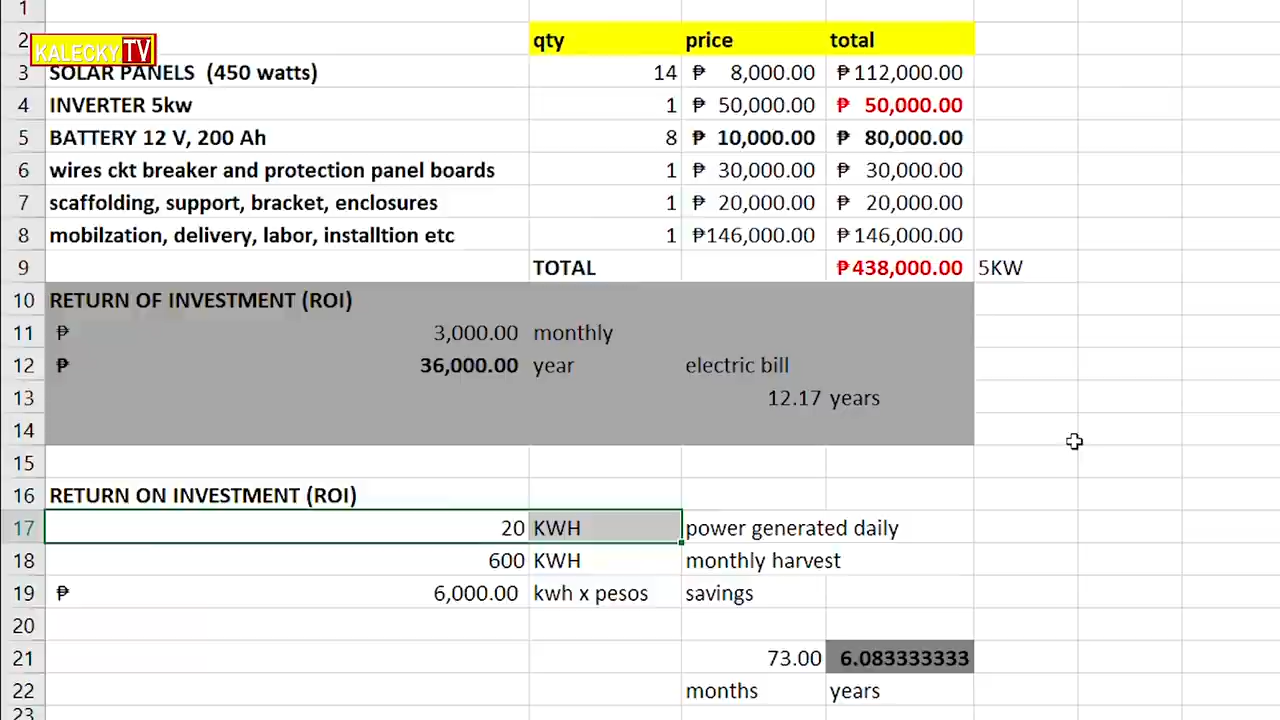 1
2 qty price total
KALECKY TV
3 SOLAR PANELS (450 watts) 14 ₱ 8,000.00 ₱ 112,000.00
4 INVERTER 5kw 1 ₱ 50,000.00 ₱ 50,000.00
5 BATTERY 12 V, 200 Ah 8 ₱ 10,000.00 ₱ 80,000.00
6 wires ckt breaker and protection panel boards 1 ₱ 30,000.00 ₱ 30,000.00
7 scaffolding, support, bracket, enclosures 1 ₱ 20,000.00 ₱ 20,000.00
8 mobilzation, delivery, labor, installtion etc 1 ₱146,000.00 ₱146,000.00
9 TOTAL ₱438,000.00 5KW
10 RETURN OF INVESTMENT (ROI)
11 ₱ 3,000.00 monthly
12 ₱ 36,000.00 year electric bill
13 12.17 years
14
15
16 RETURN ON INVESTMENT (ROI)
17 20 KWH power generated daily
18 600 KWH monthly harvest
19 ₱ 6,000.00 kwh x pesos savings
20
21 73.00 6.083333333
22 months years
23